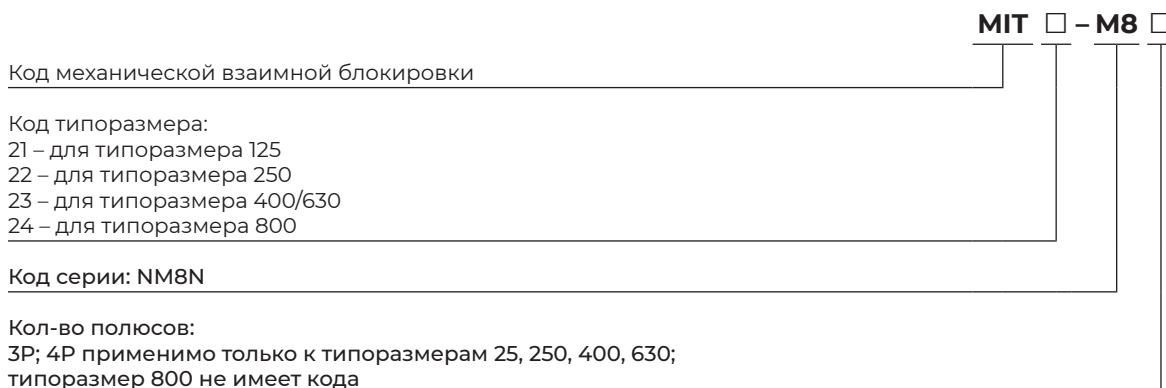 MIT □ – M8 □
Код механической взаимной блокировки
Код типоразмера:
21 – для типоразмера 125
22 – для типоразмера 250
23 – для типоразмера 400/630
24 – для типоразмера 800
Код серии: NM8N
Кол-во полюсов:
3P; 4P применимо только к типоразмерам 25, 250, 400, 630;
типоразмер 800 не имеет кода